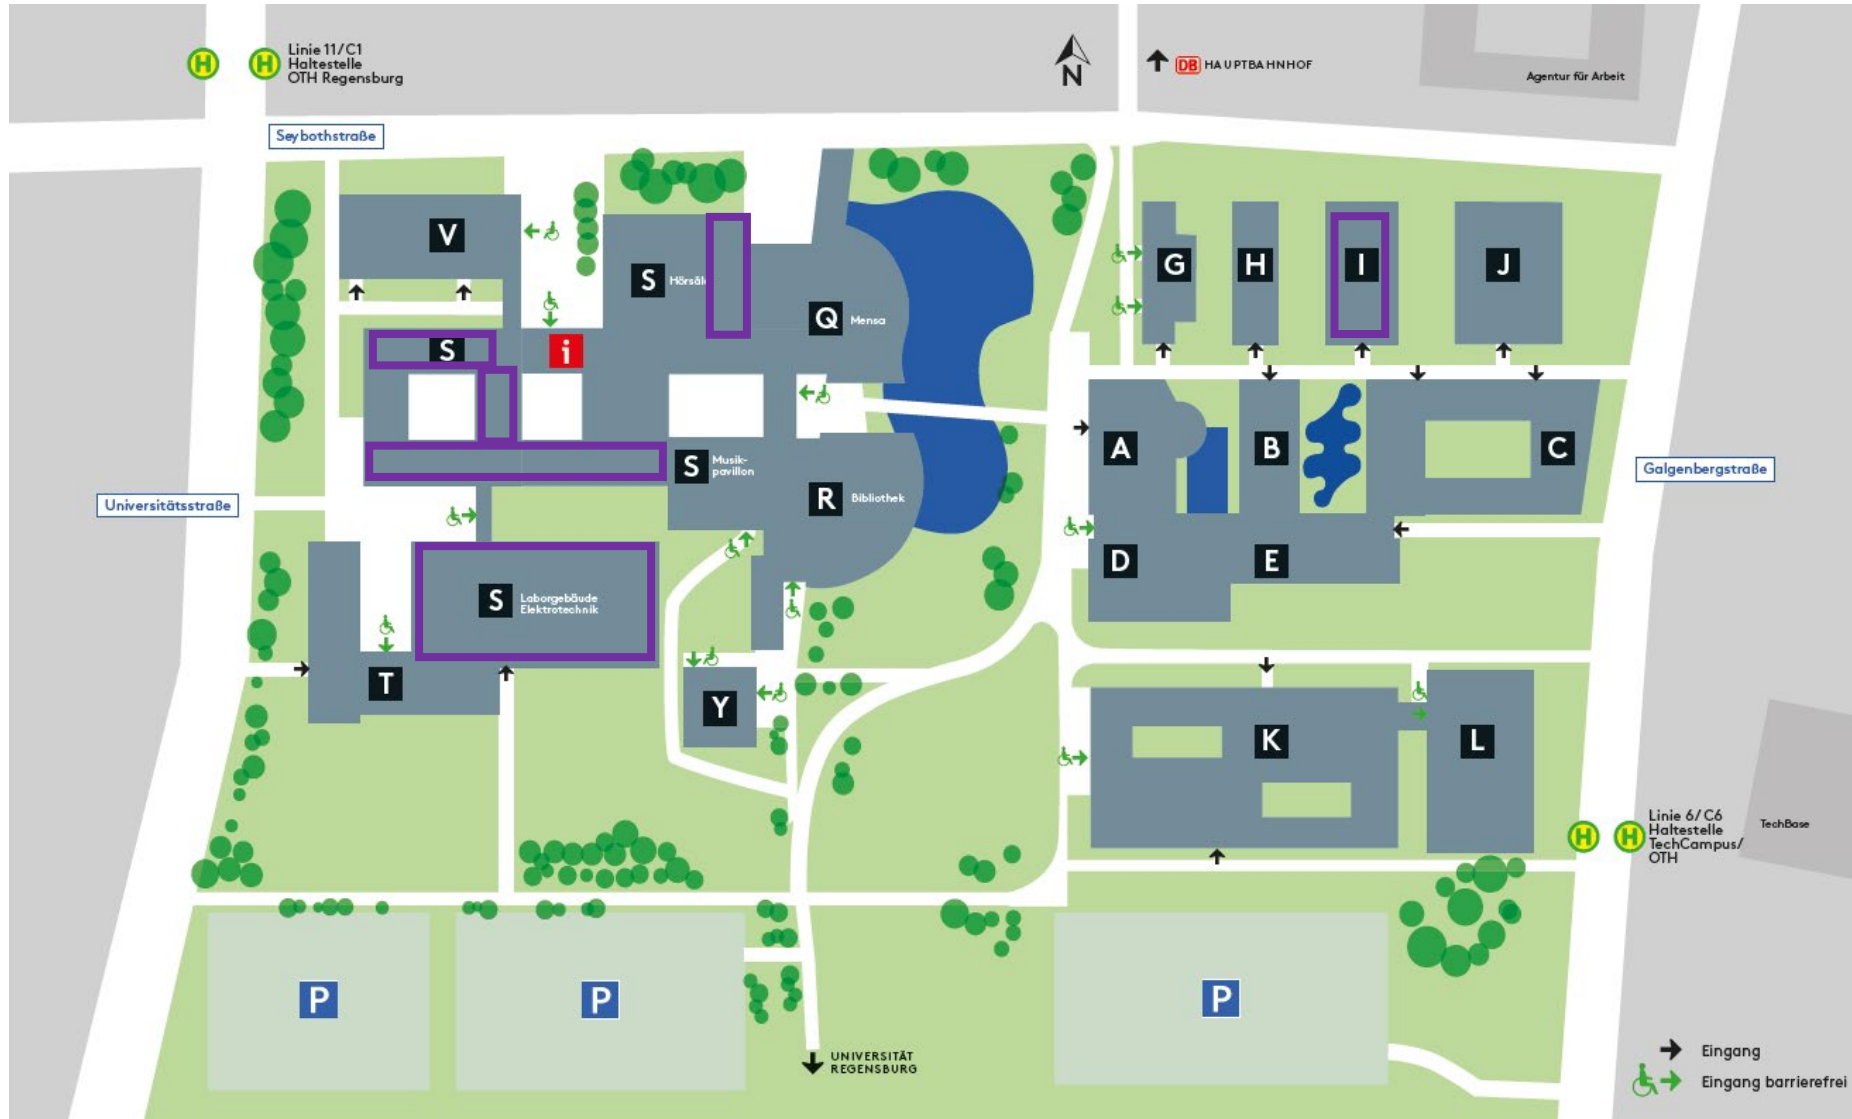 Linie 11/C1
Haltestelle
OTH Regensburg
N
DB HAUPTBAHNHOF
Agentur für Arbeit
Seybothstraße
V
S Hörsäl
G
H
I
J
Q Mensa
S
i
A
B
C
S Musik-
pavillon
Galgenbergstraße
R Bibliothek
Universitätsstraße
D
E
S Laborgebäude
Elektrotechnik
T
Y
K
L
Linie 6/C6
Haltestelle
TechCampus/
OTH
TechBase
H
H
H
H
P
P
P
UNIVERSITÄT
REGENSBURG
Eingang
Eingang barrierefrei